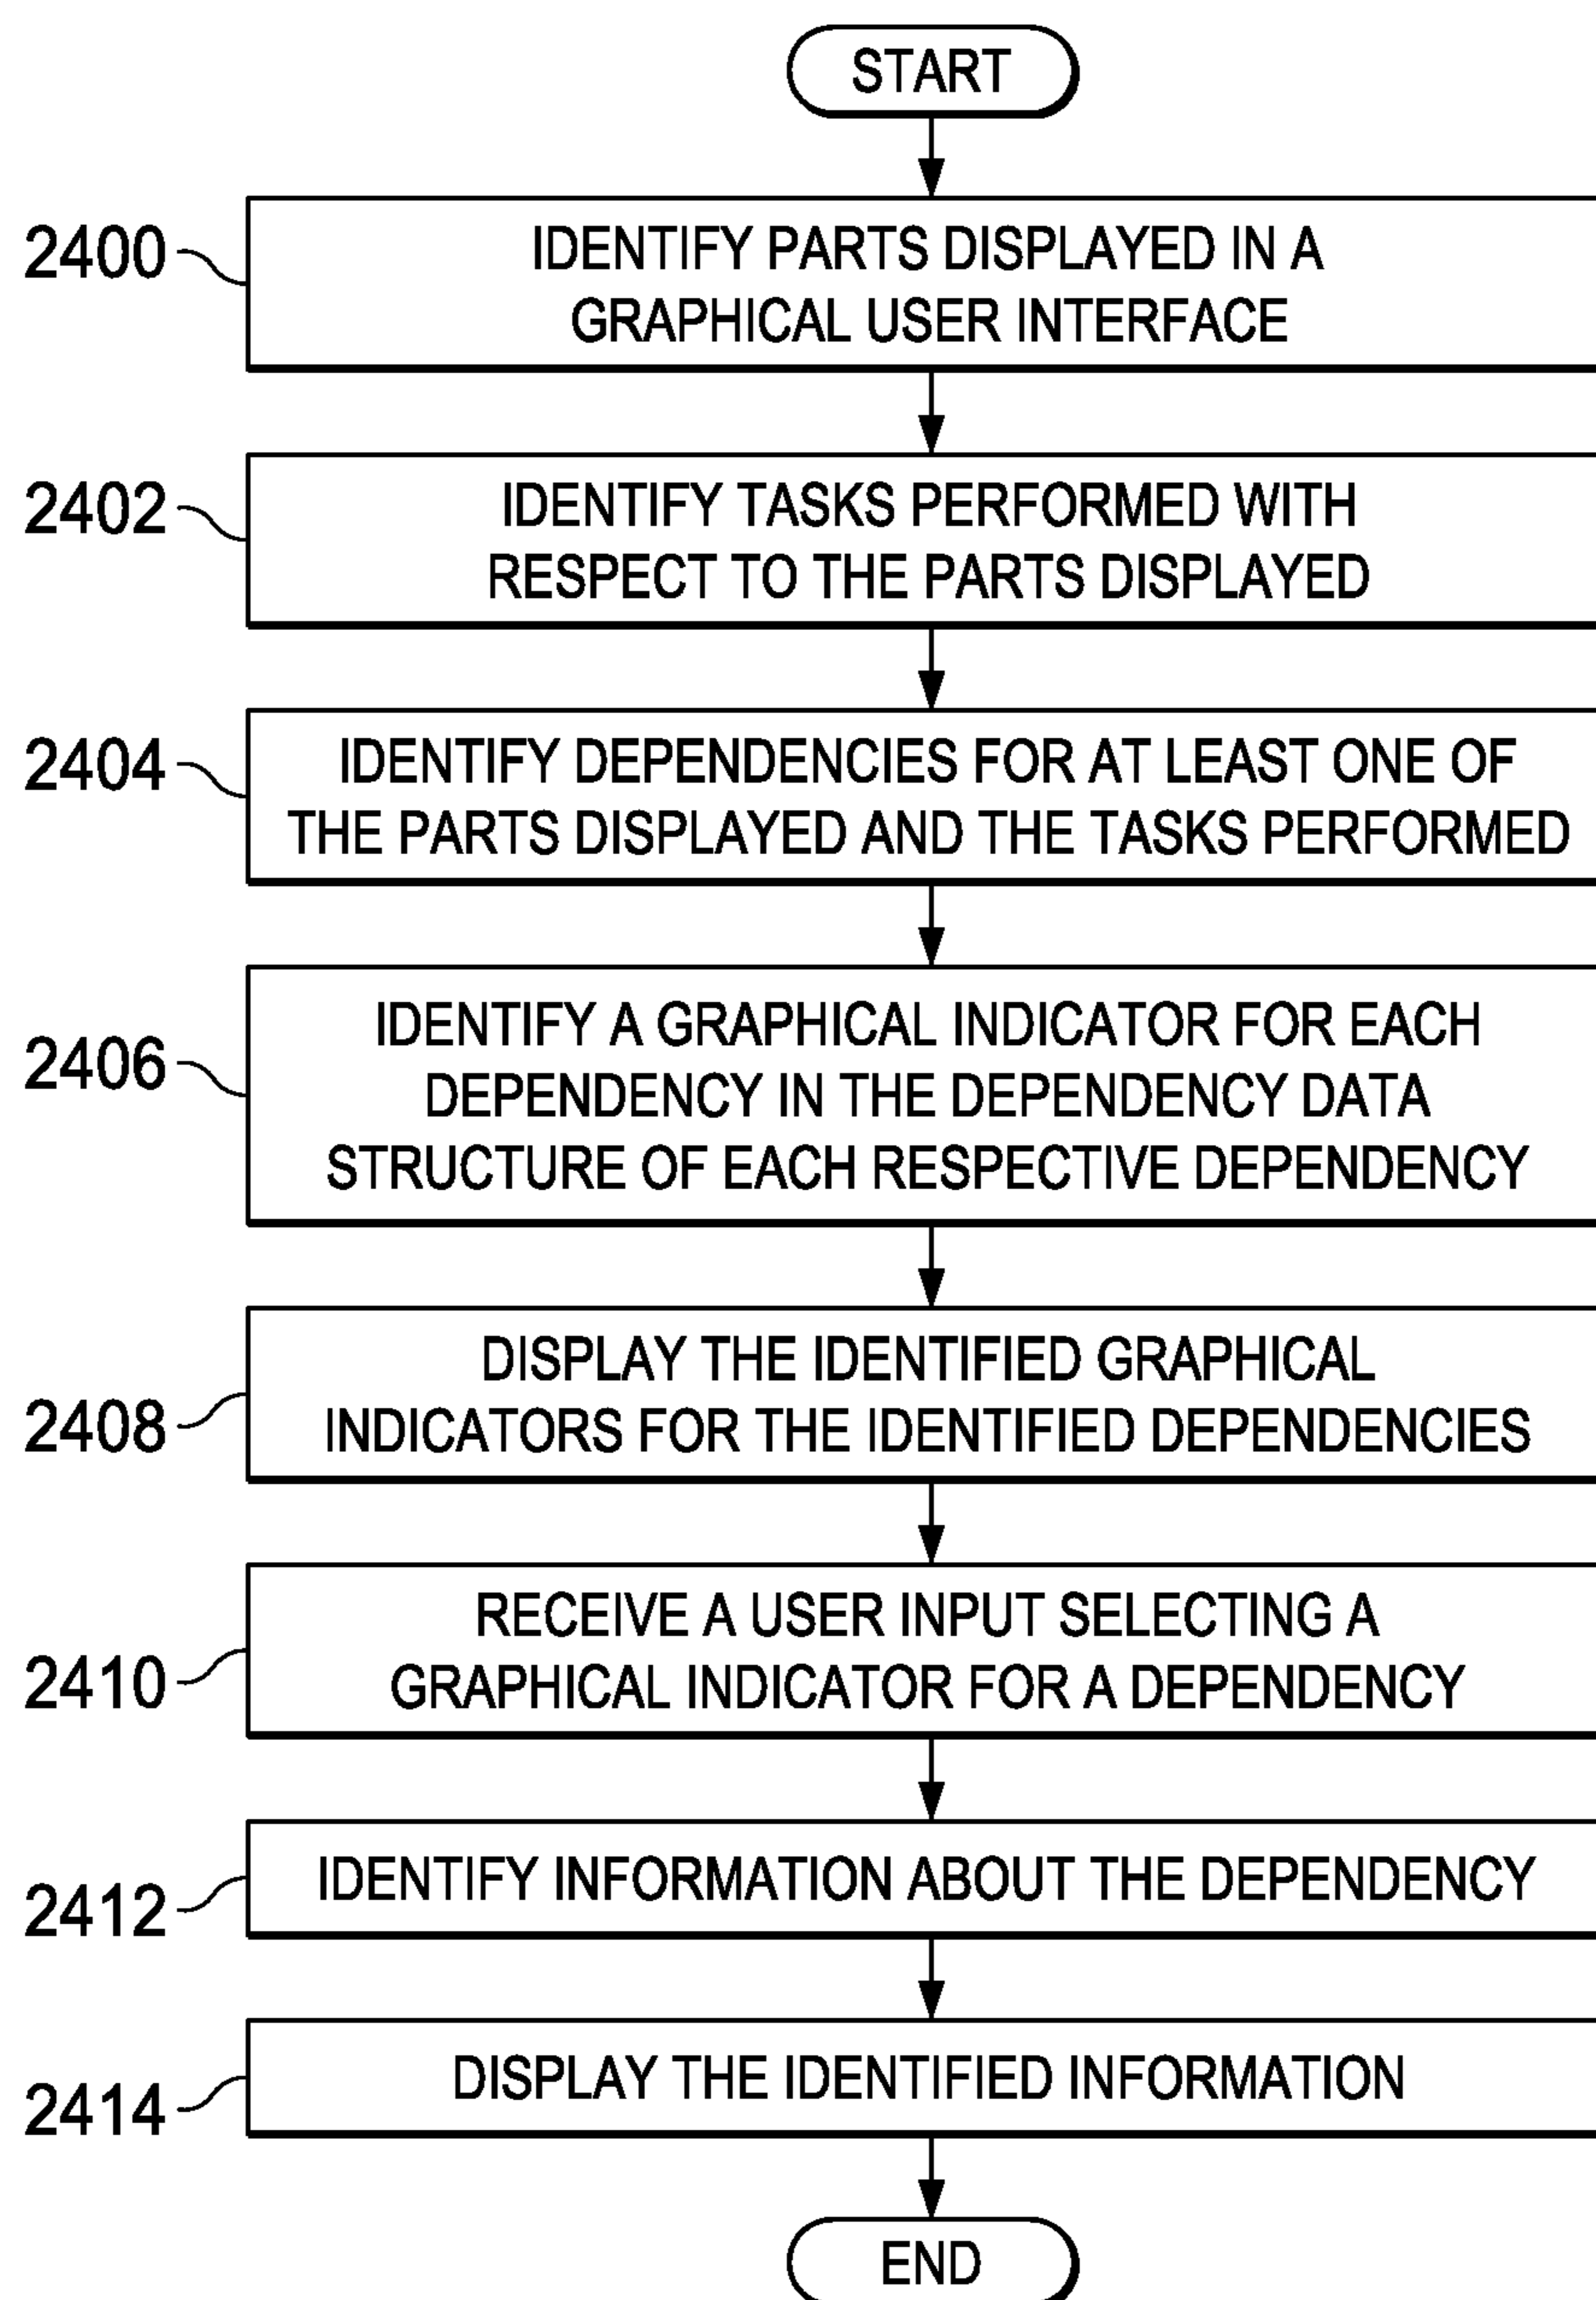 START
2400
IDENTIFY PARTS DISPLAYED IN A
GRAPHICAL USER INTERFACE
2402
IDENTIFY TASKS PERFORMED WITH
RESPECT TO THE PARTS DISPLAYED
2404
IDENTIFY DEPENDENCIES FOR AT LEAST ONE OF
THE PARTS DISPLAYED AND THE TASKS PERFORMED
2406
IDENTIFY A GRAPHICAL INDICATOR FOR EACH
DEPENDENCY IN THE DEPENDENCY DATA
STRUCTURE OF EACH RESPECTIVE DEPENDENCY
2408
DISPLAY THE IDENTIFIED GRAPHICAL
INDICATORS FOR THE IDENTIFIED DEPENDENCIES
2410
RECEIVE A USER INPUT SELECTING A
GRAPHICAL INDICATOR FOR A DEPENDENCY
2412
IDENTIFY INFORMATION ABOUT THE DEPENDENCY
2414
DISPLAY THE IDENTIFIED INFORMATION
END